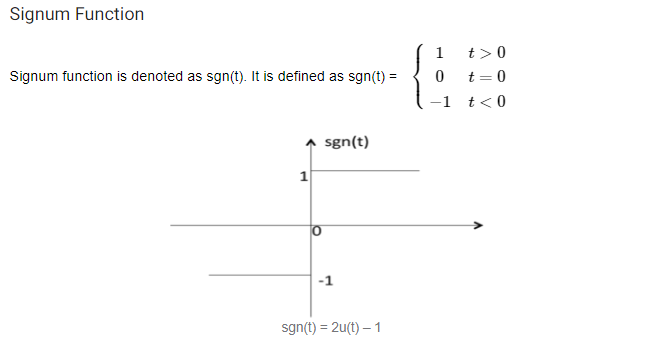 Signum Function
Signum function is denoted as sgn(t). It is defined as sgn(t) =
1 t > 0
0 t = 0
−1 t < 0
sgn(t)
1
0
-1
sgn(t) = 2u(t) – 1